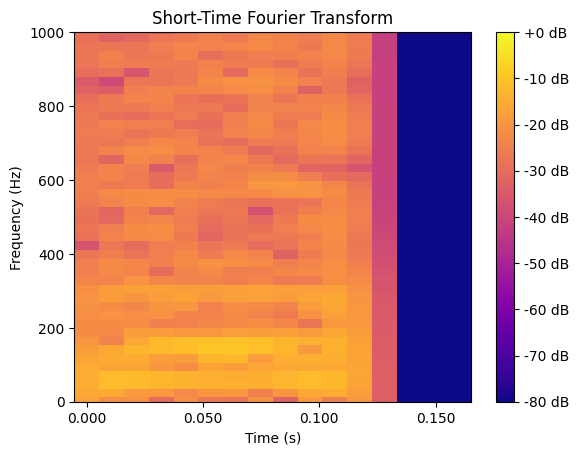 Short-Time Fourier Transform
Frequency (Hz)
1000
800
600
400
200
0
0.000
0.050
0.100
0.150
Time (s)
+0 dB
-10 dB
-20 dB
-30 dB
-40 dB
-50 dB
-60 dB
-70 dB
-80 dB